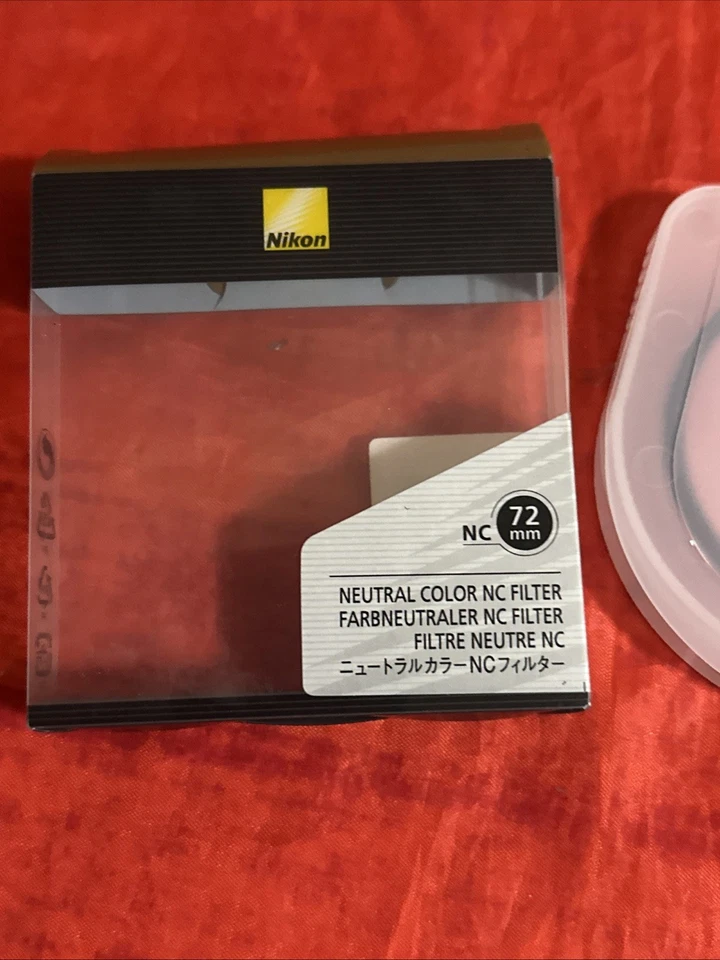 Nikon
NC 72 mm
NEUTRAL COLOR NC FILTER
FARBNEUTRALER NC FILTER
FILTRE NEUTRE NC
ニュートラルカラーNCフィルター